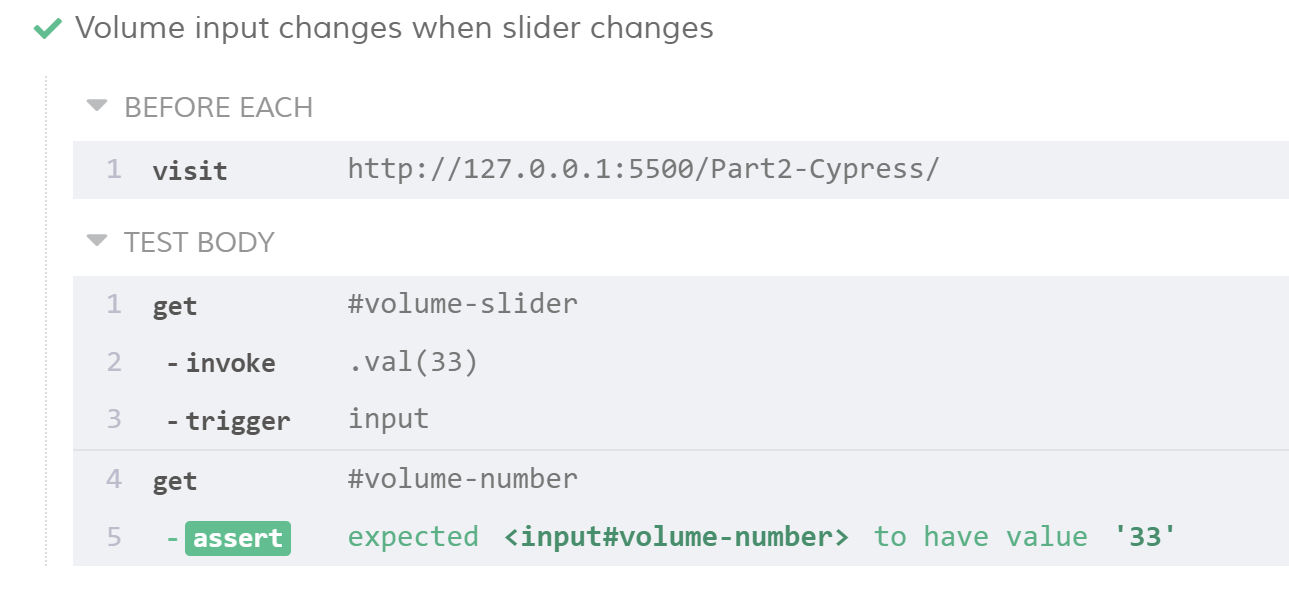 Volume input changes when slider changes
BEFORE EACH
1 visit http://127.0.0.1:5500/Part2-Cypress/
TEST BODY
1 get #volume-slider
2 -invoke .val(33)
3 -trigger input
4 get #volume-number
5 -assert expected <input#volume-number> to have value '33'